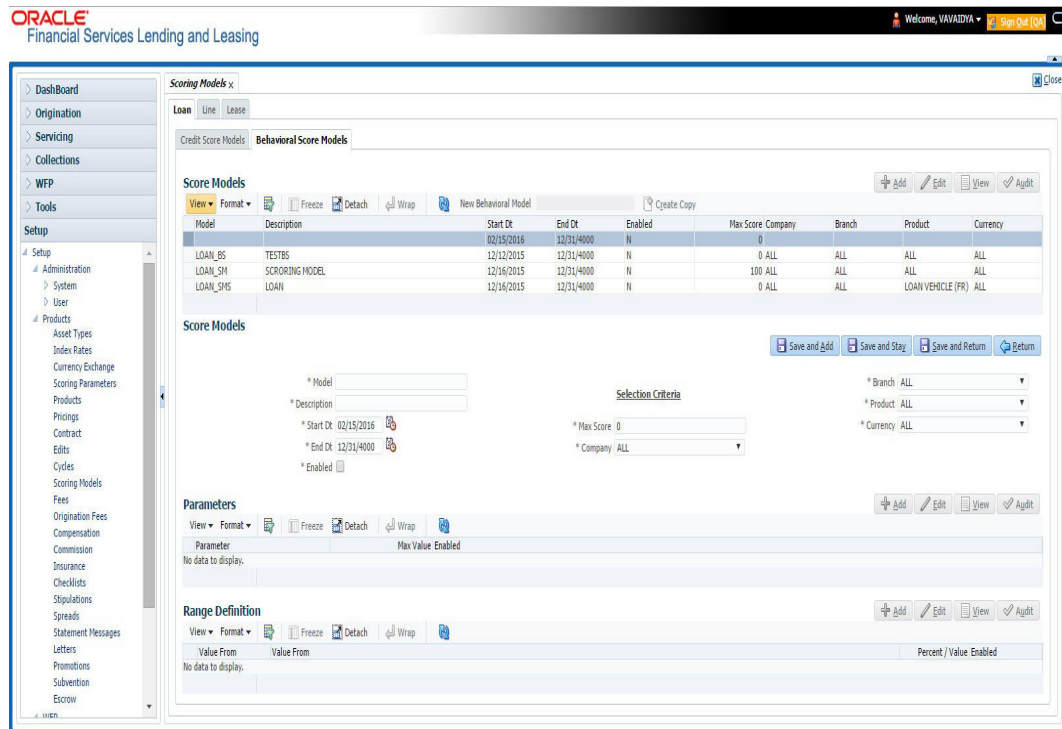 ORACLE'
Financial Services Lending and Leasing
Welcome, VAVAIDYA
Sign Out [QA]
DashBoard
Origination
Servicing
Collections
WFP
Tools
Setup
Setup
Administration
System
User
Products
Asset Types
Index Rates
Currency Exchange
Scoring Parameters
Products
Pricings
Contract
Edits
Cycles
Scoring Models
Fees
Origination Fees
Compensation
Commission
Insurance
Checklists
Stipulations
Spreads
Statement Messages
Letters
Promotions
Subvention
Escrow
WFP
Scoring Models x
Close
Loan Line Lease
Credit Score Models Behavioral Score Models
Score Models
Add Edit View Audit
View Format Freeze Detach Wrap New Behavioral Model Create Copy
Model Description Start Dt End Dt Enabled Max Score Company Branch Product Currency
02/15/2016 12/31/4000 N 0
LOAN_BS TESTBS 12/12/2015 12/31/4000 N 0 ALL ALL ALL ALL
LOAN_SM SCRORING MODEL 12/16/2015 12/31/4000 N 100 ALL ALL ALL ALL
LOAN_SMS LOAN 12/16/2015 12/31/4000 N 0 ALL ALL LOAN VEHICLE (FR) ALL
Score Models
Save and Add Save and Stay Save and Return Return
* Model
* Description
* Start Dt 02/15/2016
* End Dt 12/31/4000
* Enabled
Selection Criteria
* Max Score 0
* Company ALL
* Branch ALL
* Product ALL
* Currency ALL
Parameters
Add Edit View Audit
View Format Freeze Detach Wrap
Parameter Max Value Enabled
No data to display.
Range Definition
Add Edit View Audit
View Format Freeze Detach Wrap
Value From Value From Percent / Value Enabled
No data to display.